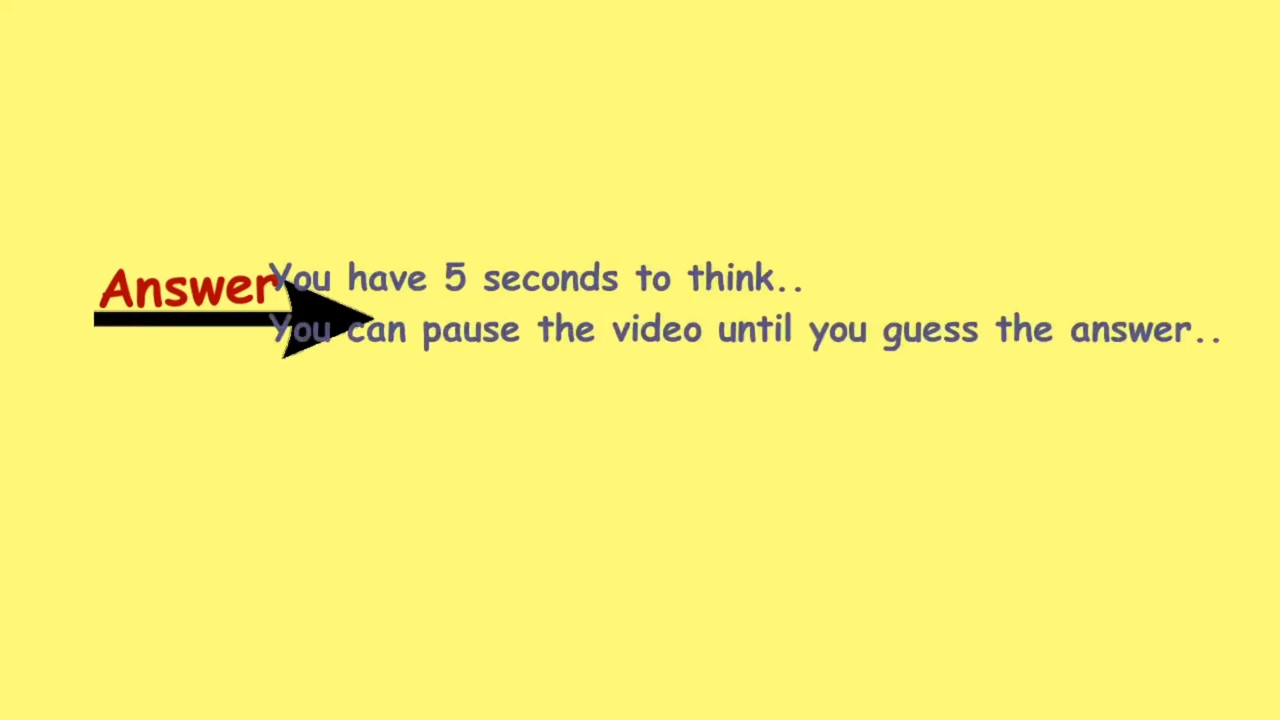 Answer
You have 5 seconds to think..
You can pause the video until you guess the answer..